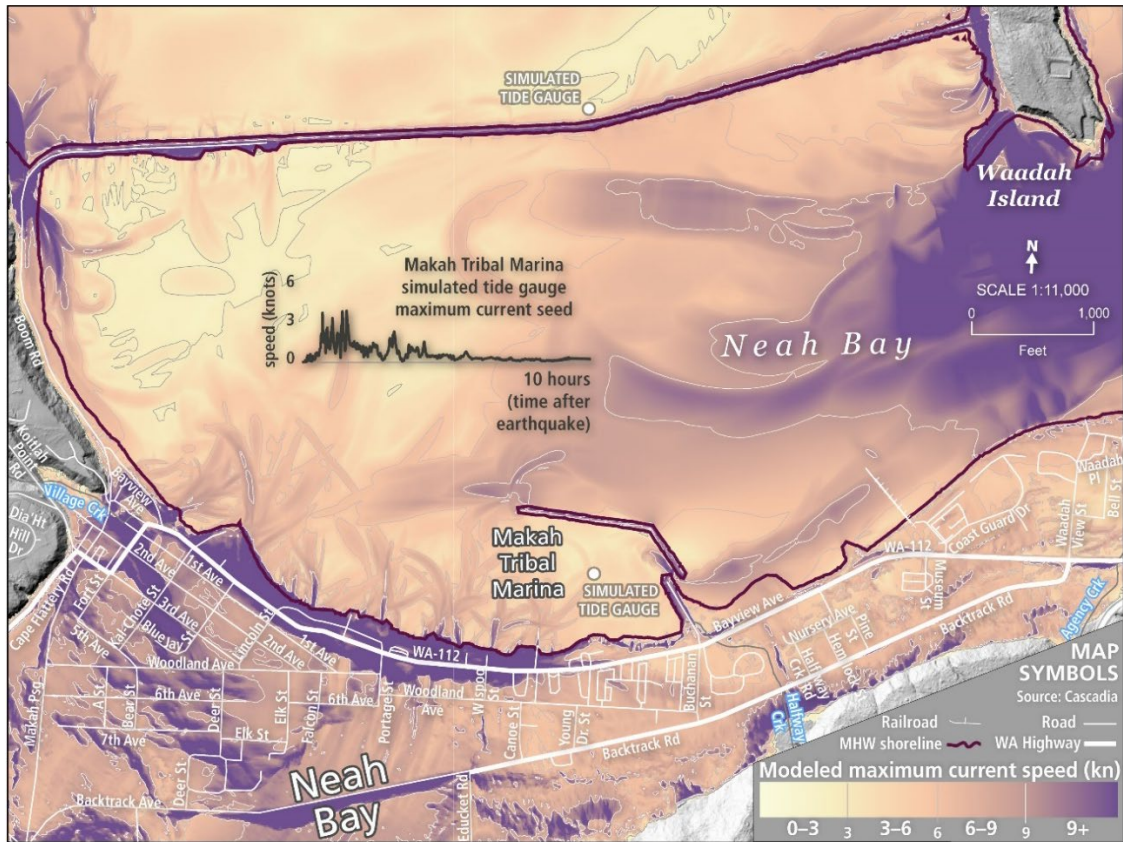 SIMULATED
TIDE GAUGE
Waadah
Island
N
SCALE 1:11,000
0 1,000
Feet
Makah Tribal Marina
simulated tide gauge
maximum current seed
speed (knots)
6
3
0
10 hours
(time after
earthquake)
Neah Bay
Boom Rd
Koitlah
Point
Rd
Bayview
Ave
Village Crk
Dia'Ht
Hill
Dr
Makah
Tribal
Marina
SIMULATED
TIDE GAUGE
Waadah
Pl
Bell St
Coast Guard Dr
Waadah
View St
WA-112
Museum
St
Bayview Ave
Backtrack Rd
Agency Crk
Nursery Ave
Pine
St
Hemlock St
Halfway
Crk Rd
Halfway
Crk
Cape Flattery Rd
Fort St
2nd Ave
1st Ave
Kal-Chote St
3rd Ave
BlueJay St
5th Ave
Lincoln St
2nd Ave
1st Ave
WA-112
Woodland Ave
Woodland
Ave
6th Ave
6th Ave
7th Ave
Makah Psg
A St
Bear St
Deer St
Elk St
Elk St
Falcon St
Portage St
W Spod
St
Canoe St
Young
Dr. St
Buchanan
St
Backtrack Rd
Deer St
Backtrack Ave
Educket Rd
Neah
Bay
MAP
SYMBOLS
Source: Cascadia
Railroad Road
MHW shoreline WA Highway
Modeled maximum current speed (kn)
0–3 3 3–6 6 6–9 9 9+